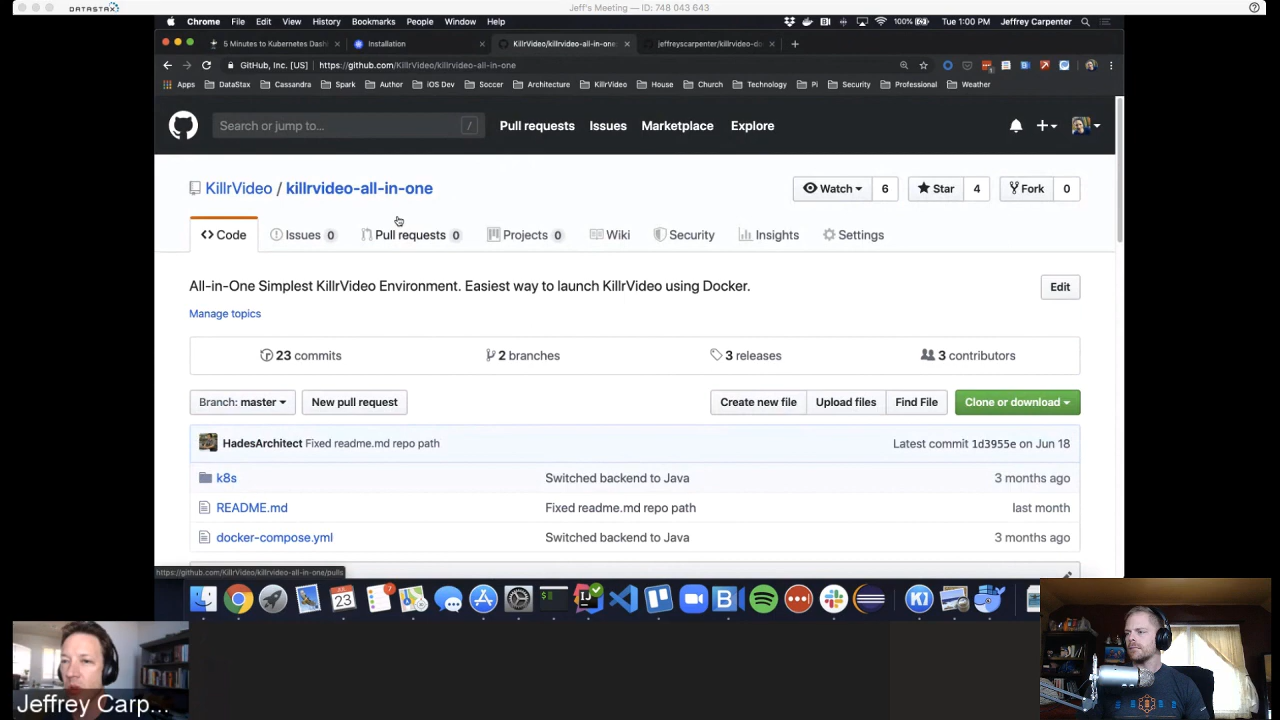 DATASTAX
Jeff's Meeting — ID: 748 043 643
Chrome File Edit View History Bookmarks People Window Help
100% Tue 1:00 PM Jeffrey Carpenter
5 Minutes to Kubernetes Dash
Installation
KillrVideo/killrvideo-all-in-one:
jeffreyscarpenter/killrvideo-do
GitHub, Inc. [US] https://github.com/KillrVideo/killrvideo-all-in-one
Apps DataStax Cassandra Spark Author iOS Dev Soccer Architecture KillrVideo House Church Technology Pi Security Professional Weather
Search or jump to... /
Pull requests Issues Marketplace Explore
KillrVideo / killrvideo-all-in-one
Watch 6 Star 4 Fork 0
Code Issues 0 Pull requests 0 Projects 0 Wiki Security Insights Settings
All-in-One Simplest KillrVideo Environment. Easiest way to launch KillrVideo using Docker.
Edit
Manage topics
23 commits 2 branches 3 releases 3 contributors
Branch: master New pull request Create new file Upload files Find File Clone or download
HadesArchitect Fixed readme.md repo path Latest commit 1d3955e on Jun 18
k8s Switched backend to Java 3 months ago
README.md Fixed readme.md repo path last month
docker-compose.yml Switched backend to Java 3 months ago
https://github.com/KillrVideo/killrvideo-all-in-one/pulls
Jeffrey Carp...